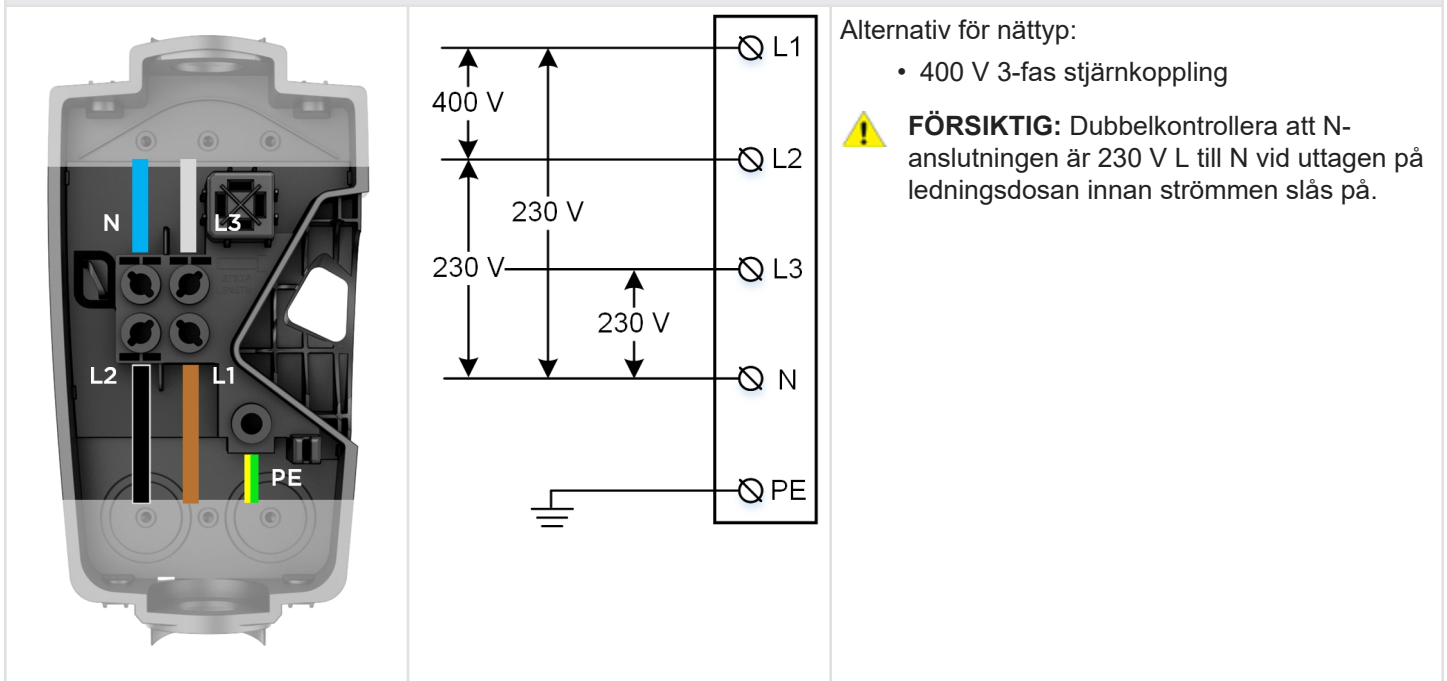 N
L3
L2
L1
PE
L1
400 V
L2
230 V
230 V
L3
230 V
N
PE
Alternativ för nättyp:
• 400 V 3-fas stjärnkoppling
FÖRSIKTIG: Dubbelkontrollera att N-
anslutningen är 230 V L till N vid uttagen på
ledningsdosan innan strömmen slås på.